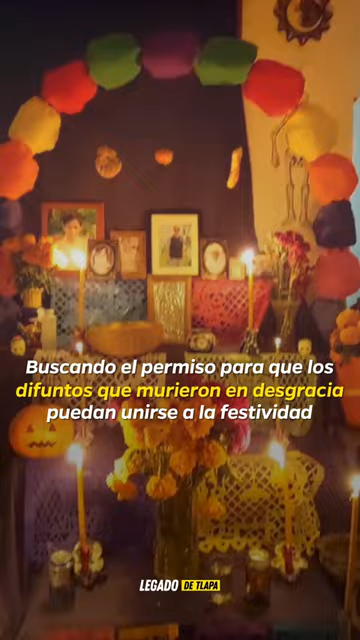 Buscando el permiso para que los
difuntos que murieron en desgracia
puedan unirse a la festividad
LEGADO DE TLAPA